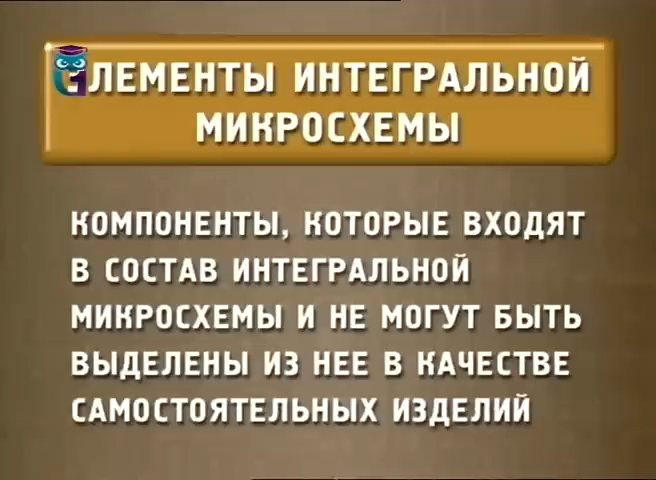 ЭЛЕМЕНТЫ ИНТЕГРАЛЬНОЙ
МИКРОСХЕМЫ
КОМПОНЕНТЫ, КОТОРЫЕ ВХОДЯТ
В СОСТАВ ИНТЕГРАЛЬНОЙ
МИКРОСХЕМЫ И НЕ МОГУТ БЫТЬ
ВЫДЕЛЕНЫ ИЗ НЕЕ В КАЧЕСТВЕ
САМОСТОЯТЕЛЬНЫХ ИЗДЕЛИЙ